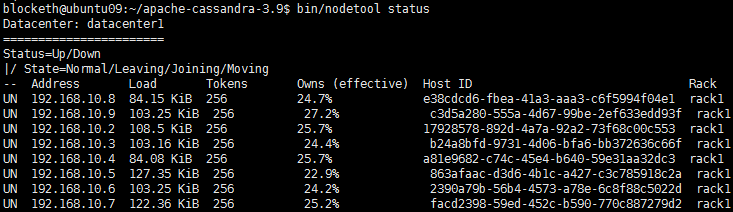 blocketh@ubuntu09:~/apache-cassandra-3.9$ bin/nodetool status
Datacenter: datacenter1
=======================
Status=Up/Down
|/ State=Normal/Leaving/Joining/Moving
--  Address       Load       Tokens       Owns (effective)  Host ID                               Rack
UN  192.168.10.8  84.15 KiB  256          24.7%             e38cdcd6-fbea-41a3-aaa3-c6f5994f04e1  rack1
UN  192.168.10.9  103.25 KiB  256          27.2%             c3d5a280-555a-4d67-99be-2ef633edd93f  rack1
UN  192.168.10.2  108.5 KiB  256          25.7%             17928578-892d-4a7a-92a2-73f68c00c553  rack1
UN  192.168.10.3  103.16 KiB  256          24.4%             b24a8bfd-9731-4d06-bfa6-bb372636c66f  rack1
UN  192.168.10.4  84.08 KiB  256          25.7%             a81e9682-c74c-45e4-b640-59e31aa32dc3  rack1
UN  192.168.10.5  127.35 KiB  256          22.9%             863afaac-d3d6-4b1c-a427-c3c785918c2a  rack1
UN  192.168.10.6  103.25 KiB  256          24.2%             2390a79b-56b4-4573-a78e-6c8f88c5022d  rack1
UN  192.168.10.7  122.36 KiB  256          25.2%             facd2398-59ed-452c-b590-770c887279d2  rack1